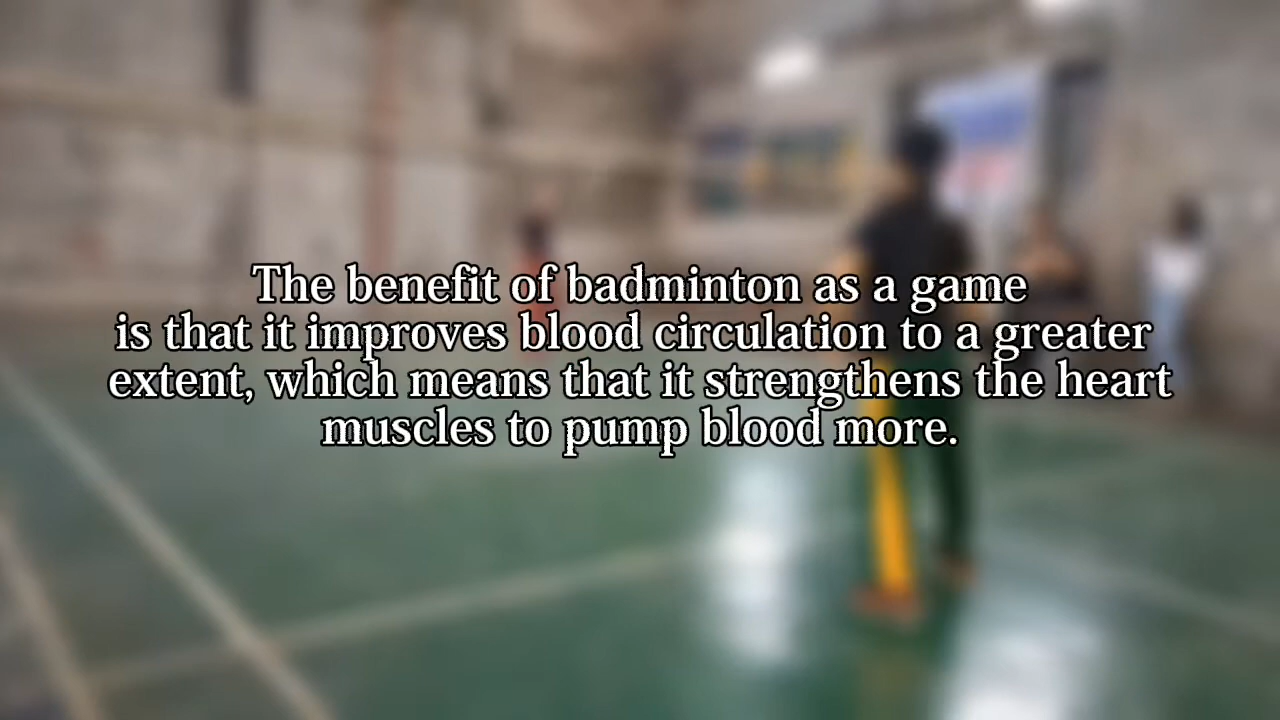 The benefit of badminton as a game
is that it improves blood circulation to a greater
extent, which means that it strengthens the heart
muscles to pump blood more.